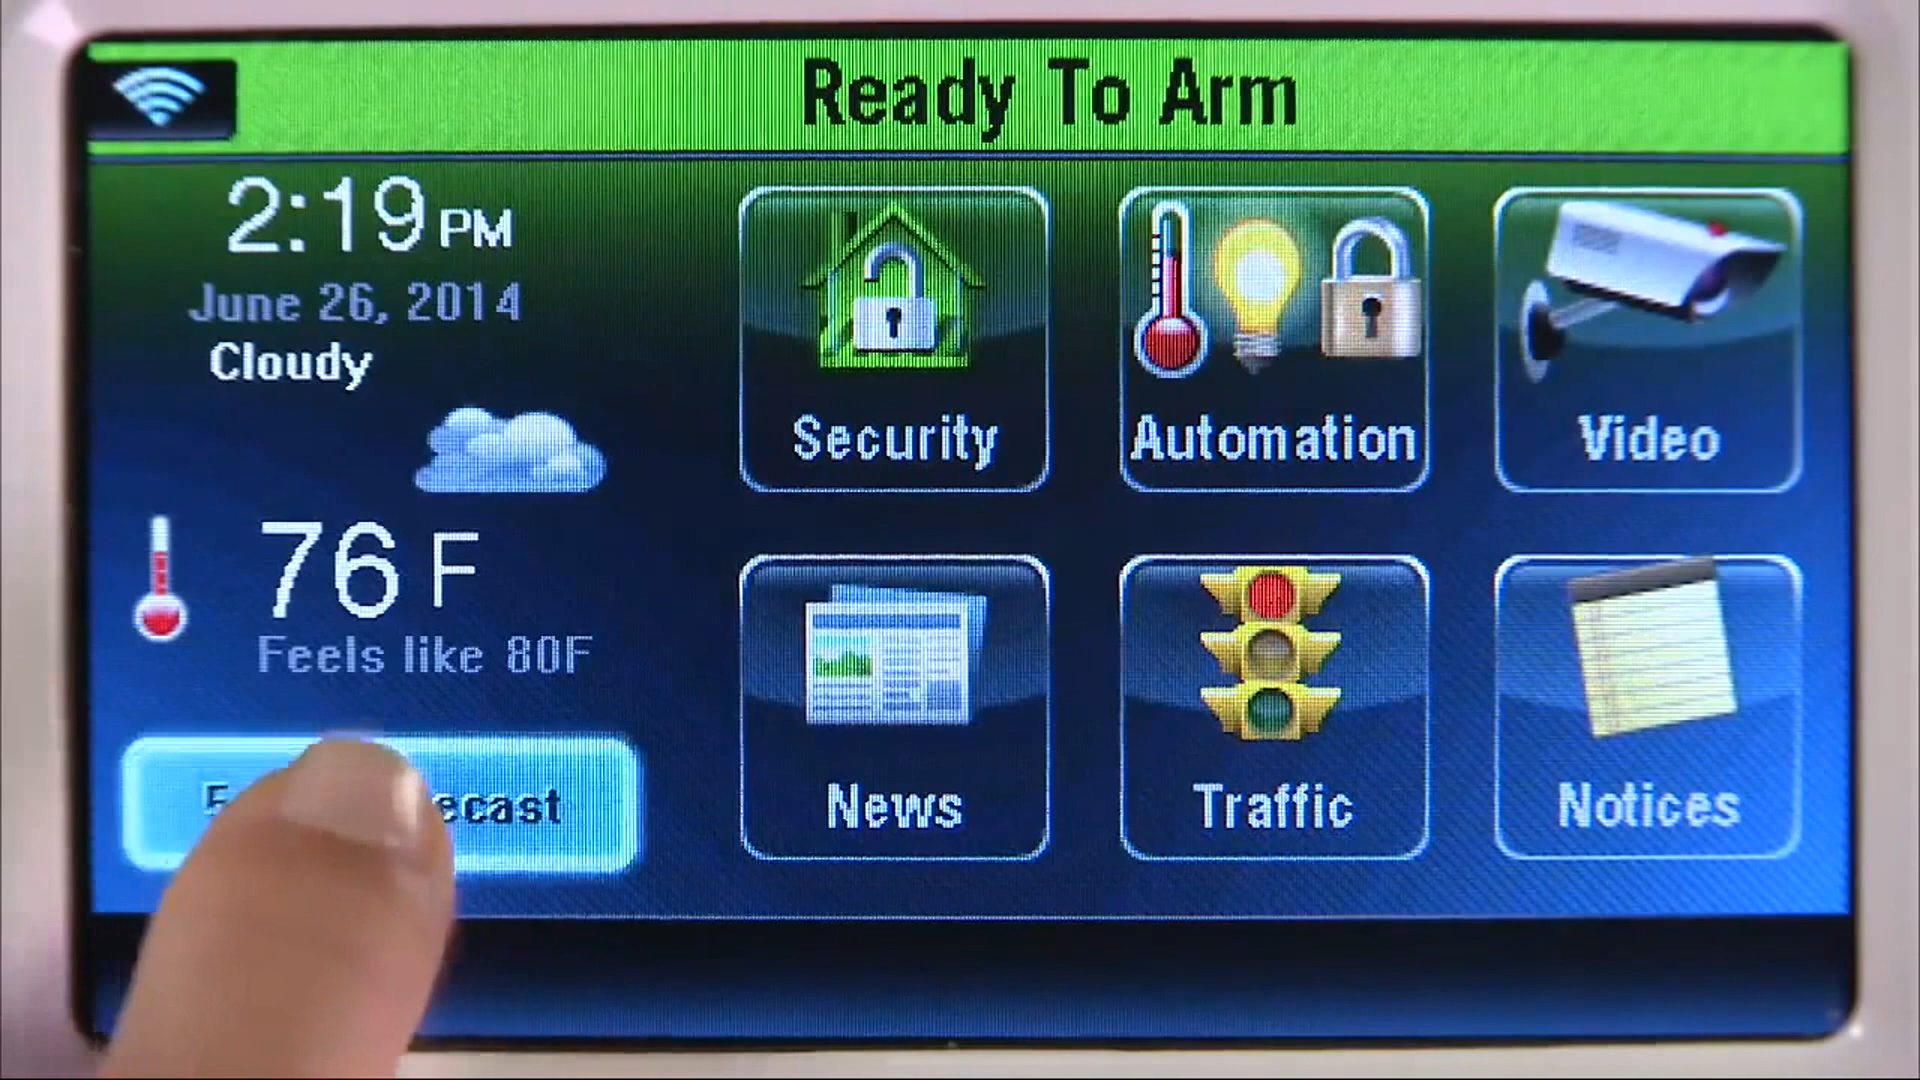 Ready To Arm
2:19 PM
June 26, 2014
Cloudy
76 F
Feels like 80F
Security
Automation
Video
News
Traffic
Notices